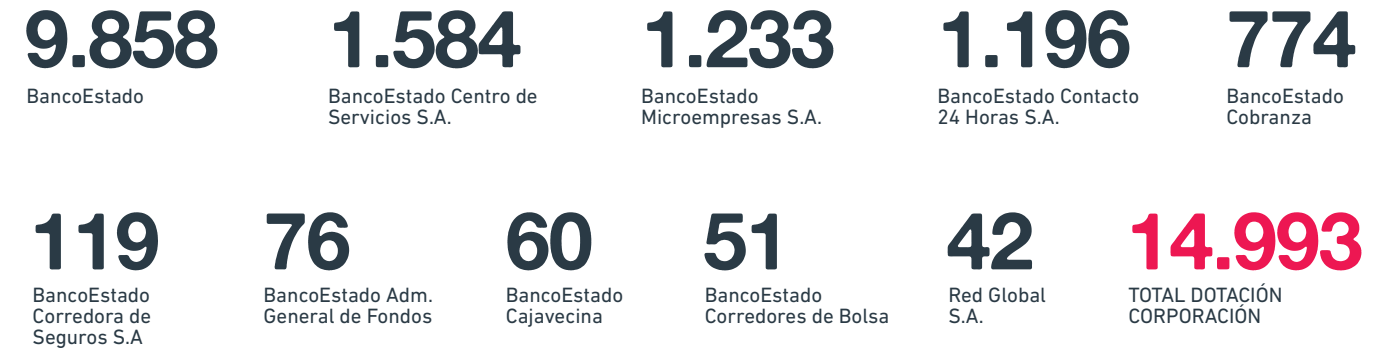 9.858
BancoEstado
1.584
BancoEstado Centro de
Servicios S.A.
1.233
BancoEstado
Microempresas S.A.
1.196
BancoEstado Contacto
24 Horas S.A.
774
BancoEstado
Cobranza
119
BancoEstado
Corredora de
Seguros S.A
76
BancoEstado Adm.
General de Fondos
60
BancoEstado
Cajavecina
51
BancoEstado
Corredores de Bolsa
42
Red Global
S.A.
14.993
TOTAL DOTACIÓN
CORPORACIÓN